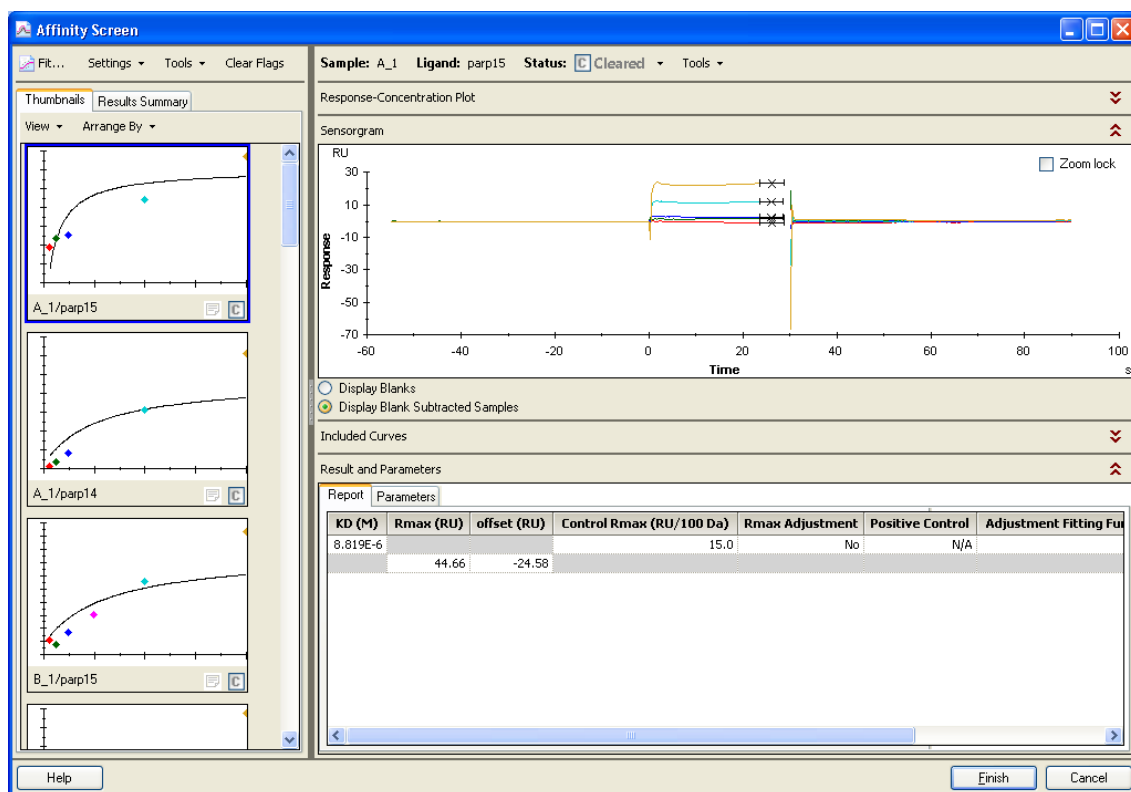 Affinity Screen
Fit... Settings Tools Clear Flags
Sample: A_1 Ligand: parp15 Status: C Cleared Tools
Thumbnails Results Summary
View Arrange By
A_1/parp15 C
A_1/parp14 C
B_1/parp15 C
Response-Concentration Plot
Sensorgram
RU
Zoom lock
30
10
-10
-30
-50
-70
Response
-60 -40 -20 0 20 40 60 80 100
Time
s
Display Blanks
Display Blank Subtracted Samples
Included Curves
Result and Parameters
Report Parameters
KD (M) Rmax (RU) offset (RU) Control Rmax (RU/100 Da) Rmax Adjustment Positive Control Adjustment Fitting Fu
8.819E-6 15.0 No N/A
44.66 -24.58
Help Finish Cancel